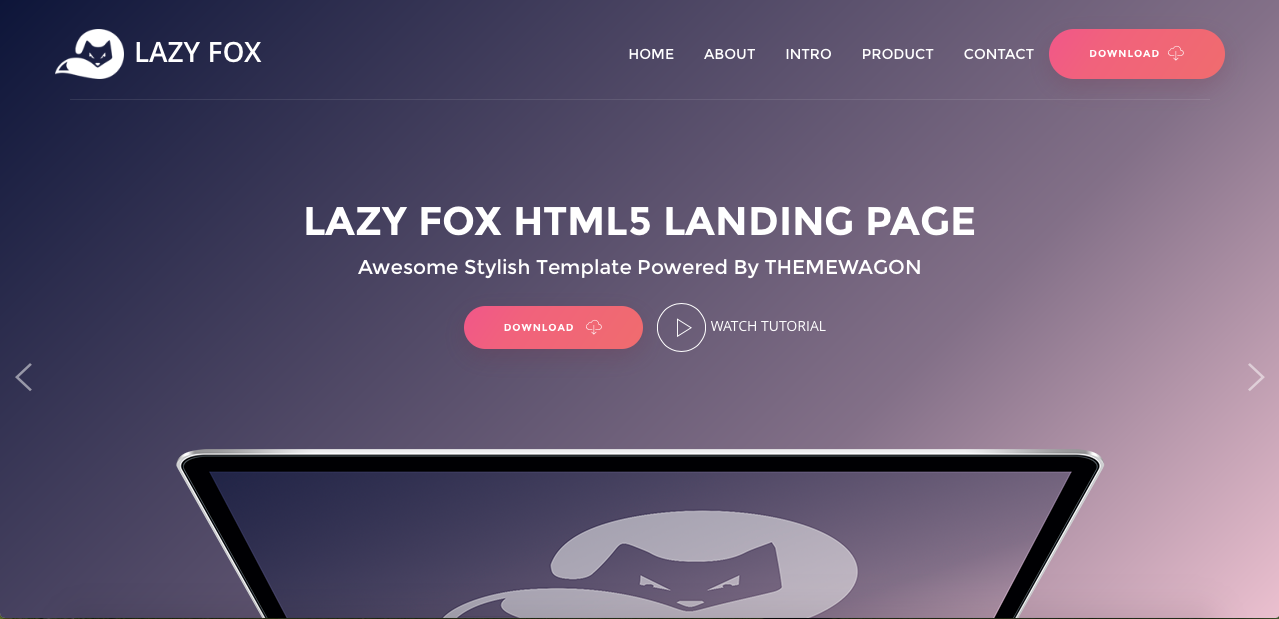 LAZY FOX
HOME ABOUT INTRO PRODUCT CONTACT DOWNLOAD
LAZY FOX HTML5 LANDING PAGE
Awesome Stylish Template Powered By THEMEWAGON
DOWNLOAD WATCH TUTORIAL